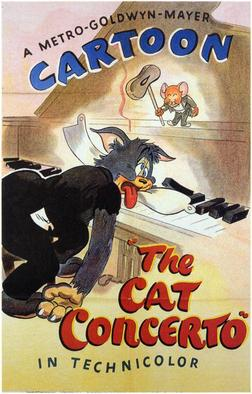 A METRO-GOLDWYN-MAYER
CARTOON
"The
CAT
CONCERTO"
IN TECHNICOLOR